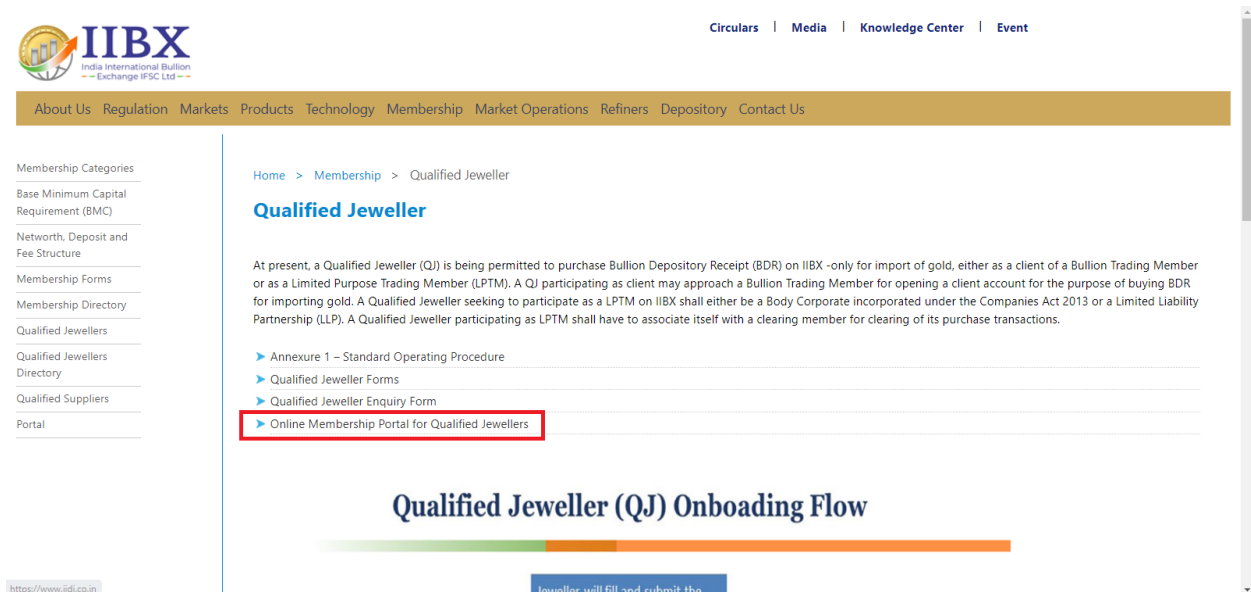 IIBX
India International Bullion
Exchange IFSC Ltd
Circulars | Media | Knowledge Center | Event
About Us Regulation Markets Products Technology Membership Market Operations Refiners Depository Contact Us
Membership Categories
Base Minimum Capital
Requirement (BMC)
Networth, Deposit and
Fee Structure
Membership Forms
Membership Directory
Qualified Jewellers
Qualified Jewellers
Directory
Qualified Suppliers
Portal
Home > Membership > Qualified Jeweller
Qualified Jeweller
At present, a Qualified Jeweller (QJ) is being permitted to purchase Bullion Depository Receipt (BDR) on IIBX -only for import of gold, either as a client of a Bullion Trading Member
or as a Limited Purpose Trading Member (LPTM). A QJ participating as client may approach a Bullion Trading Member for opening a client account for the purpose of buying BDR
for importing gold. A Qualified Jeweller seeking to participate as a LPTM on IIBX shall either be a Body Corporate incorporated under the Companies Act 2013 or a Limited Liability
Partnership (LLP). A Qualified Jeweller participating as LPTM shall have to associate itself with a clearing member for clearing of its purchase transactions.
Annexure 1 – Standard Operating Procedure
Qualified Jeweller Forms
Qualified Jeweller Enquiry Form
Online Membership Portal for Qualified Jewellers
Qualified Jeweller (QJ) Onboading Flow
Jeweller will fill and submit the
https://www.iidi.co.in